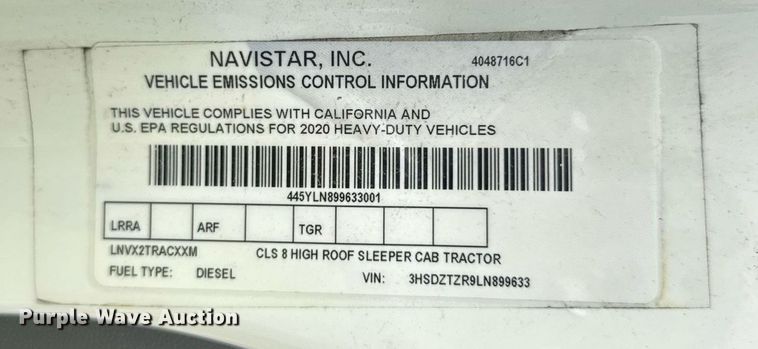 NAVISTAR, INC. 4048716C1
VEHICLE EMISSIONS CONTROL INFORMATION
THIS VEHICLE COMPLIES WITH CALIFORNIA AND
U.S. EPA REGULATIONS FOR 2020 HEAVY-DUTY VEHICLES
445YLN899633001
LRRA ARF TGR
LNVX2TRACXXM CLS 8 HIGH ROOF SLEEPER CAB TRACTOR
FUEL TYPE: DIESEL VIN: 3HSDZTZR9LN899633
Purple Wave Auction